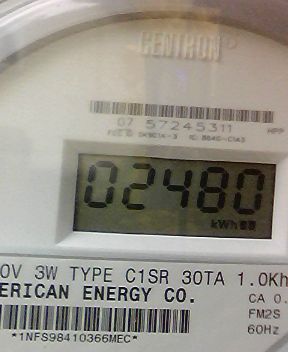 CENTRON®
07 57245311 HPP
02480
kWh
0V 3W TYPE C1SR 30TA 1.0Kh
ERICAN ENERGY CO.
CA 0.
FM2S
60Hz
*1NFS98410366MEC*